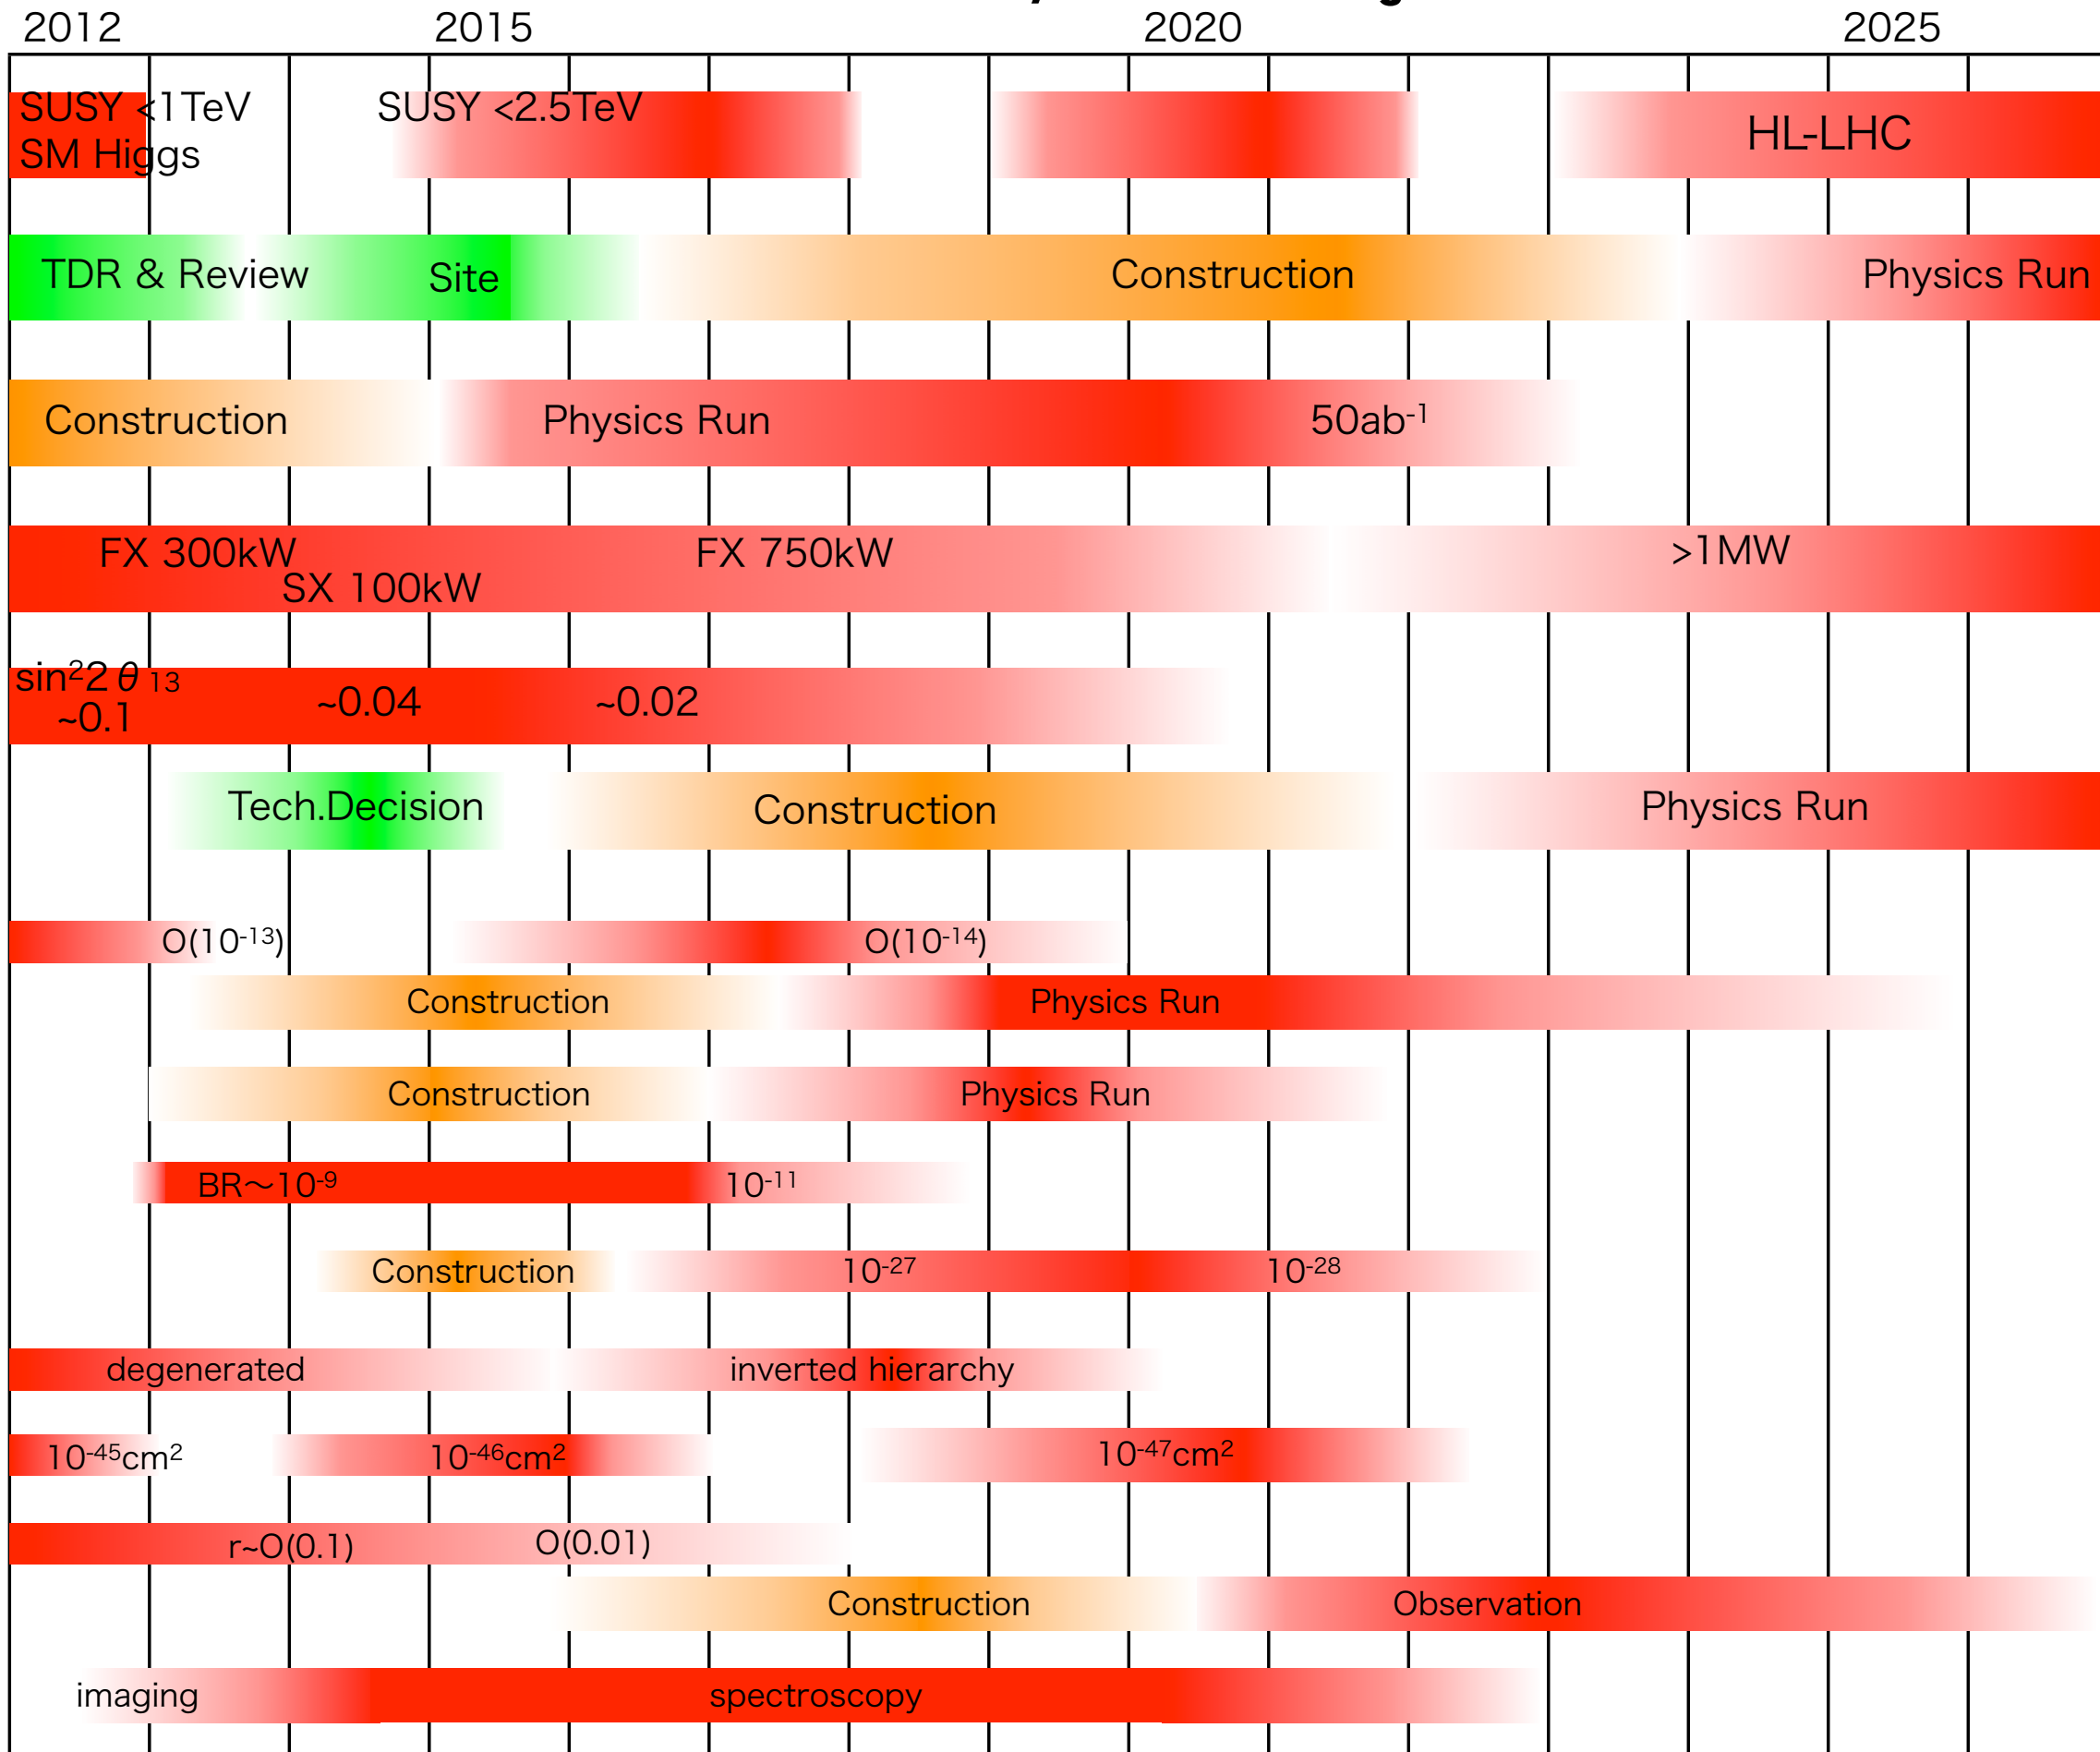 2012 2015 2020 2025
SUSY <1TeV SUSY <2.5TeV
SM Higgs HL-LHC
TDR & Review Site Construction Physics Run
Construction Physics Run 50ab⁻¹
FX 300kW FX 750kW >1MW
SX 100kW
sin²2θ₁₃
~0.1 ~0.04 ~0.02
Tech.Decision Construction Physics Run
O(10⁻¹³) O(10⁻¹⁴)
Construction Physics Run
Construction Physics Run
BR～10⁻⁹ 10⁻¹¹
Construction 10⁻²⁷ 10⁻²⁸
degenerated inverted hierarchy
10⁻⁴⁵cm² 10⁻⁴⁶cm² 10⁻⁴⁷cm²
r~O(0.1) O(0.01)
Construction Observation
imaging spectroscopy